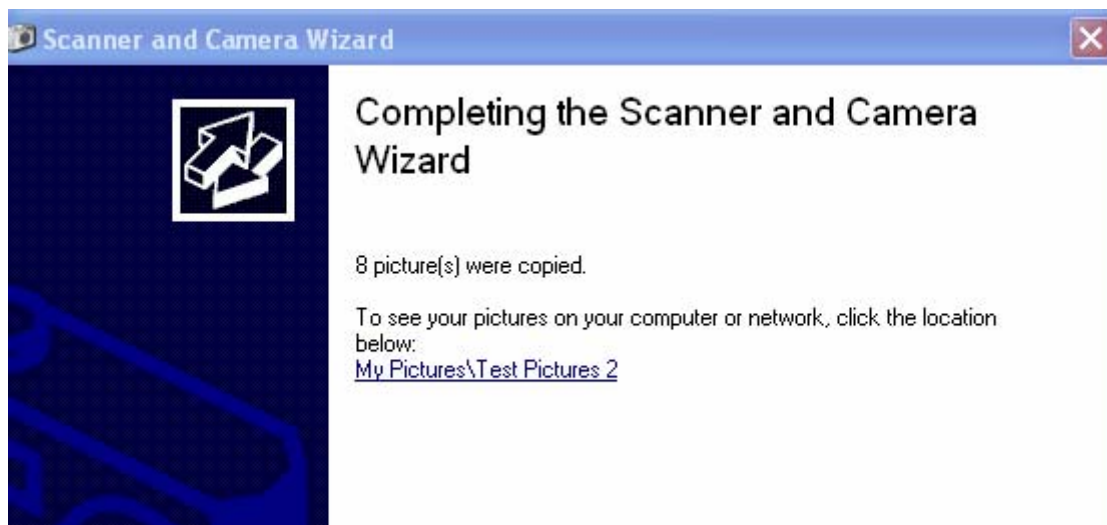 Scanner and Camera Wizard
Completing the Scanner and Camera
Wizard
8 picture(s) were copied.
To see your pictures on your computer or network, click the location
below:
My Pictures\Test Pictures 2